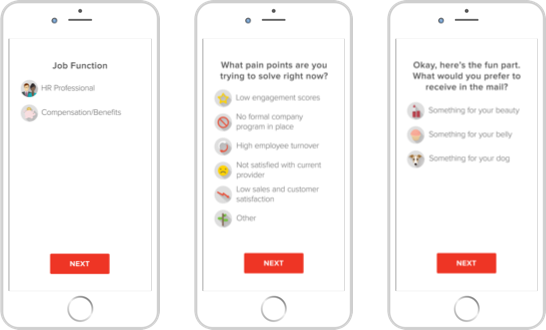 Job Function
HR Professional
Compensation/Benefits
NEXT
What pain points are you
trying to solve right now?
Low engagement scores
No formal company
program in place
High employee turnover
Not satisfied with current
provider
Low sales and customer
satisfaction
Other
NEXT
Okay, here's the fun part.
What would you prefer to
receive in the mail?
Something for your beauty
Something for your belly
Something for your dog
NEXT